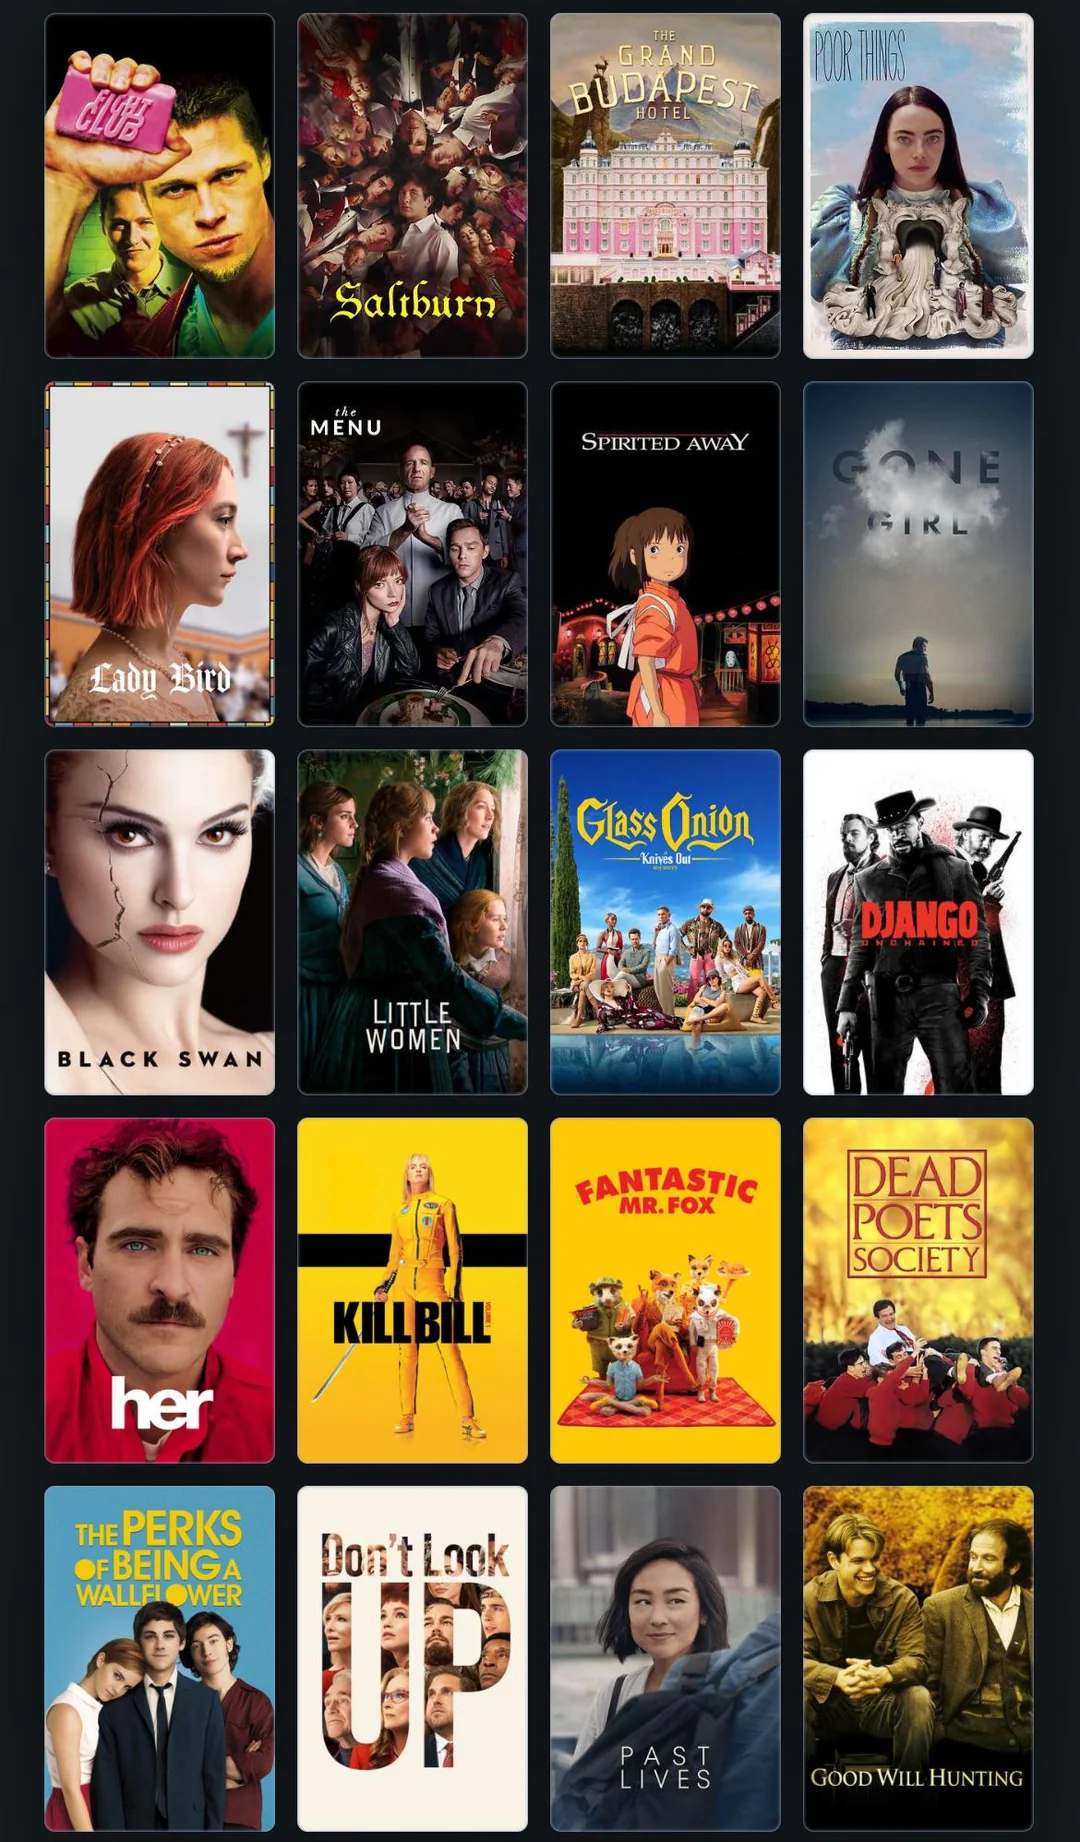 FIGHT
CLUB
Saltburn
THE
GRAND
BUDAPEST
HOTEL
POOR THINGS
Lady Bird
the
MENU
SPIRITED AWAY
GONE
GIRL
BLACK SWAN
LITTLE
WOMEN
Glass Onion
Knives Out
DJANGO
UNCHAINED
her
KILL BILL
VOLUME 1
FANTASTIC
MR. FOX
DEAD
POETS
SOCIETY
THE PERKS
OF BEING A
WALLFLOWER
Don't Look
UP
PAST
LIVES
GOOD WILL HUNTING